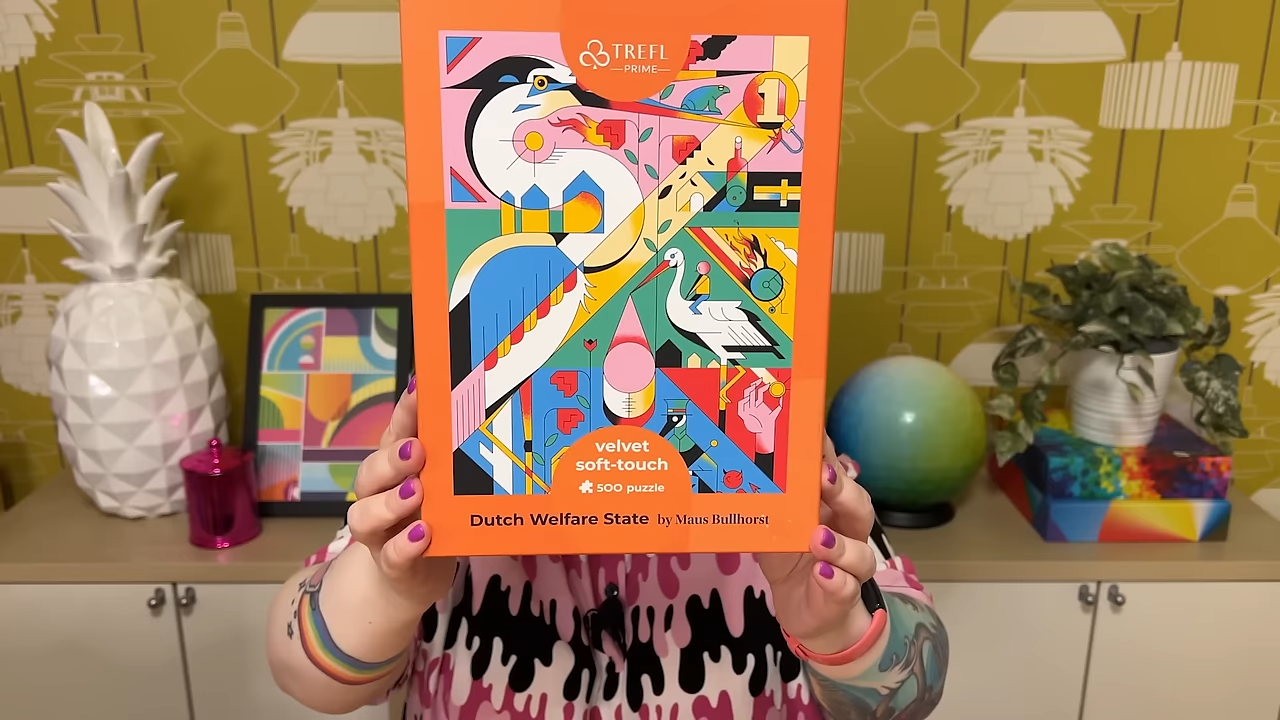 TREFL
PRIME
1
velvet
soft-touch
500 puzzle
Dutch Welfare State by Maus Bullhorst